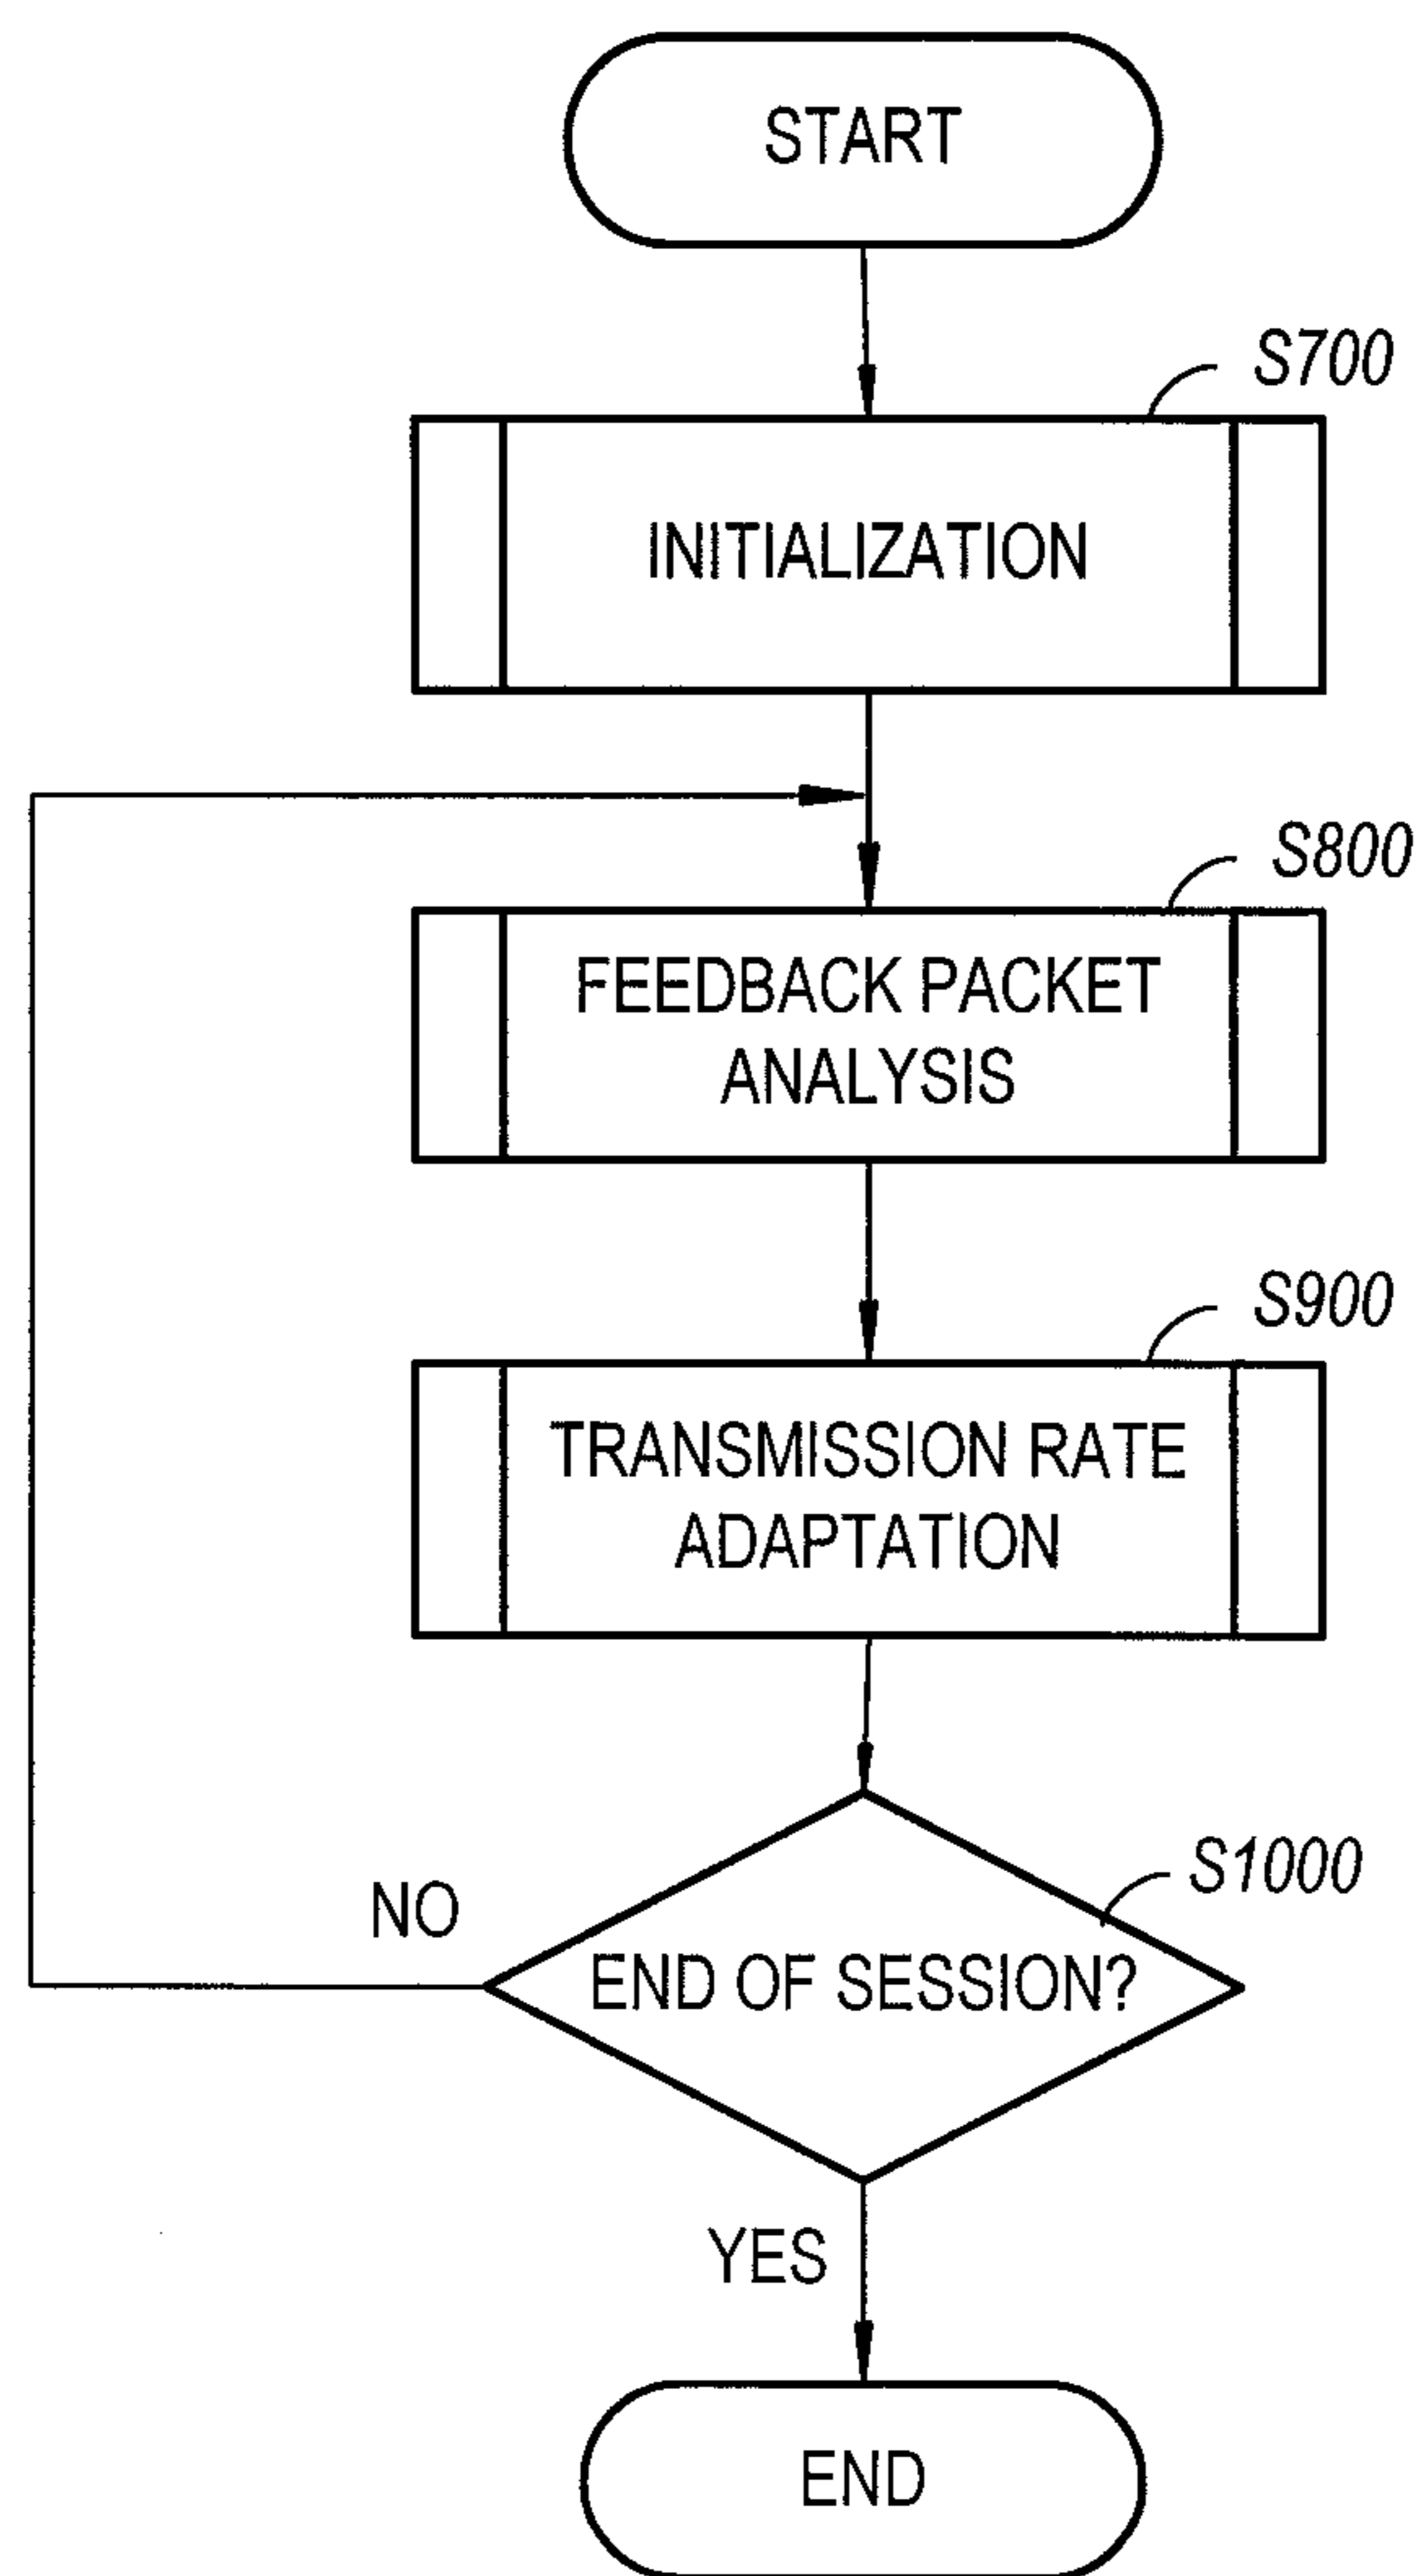 START
S700
INITIALIZATION
S800
FEEDBACK PACKET
ANALYSIS
S900
TRANSMISSION RATE
ADAPTATION
S1000
NO
END OF SESSION?
YES
END